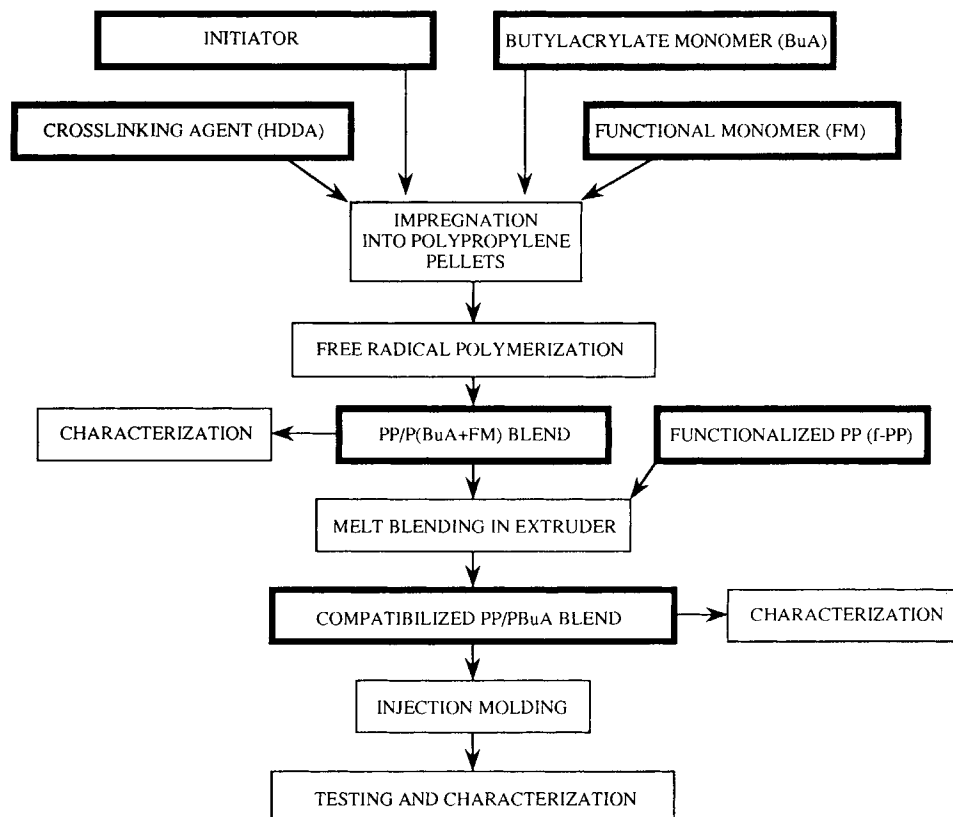 INITIATOR
BUTYLACRYLATE MONOMER (BuA)
CROSSLINKING AGENT (HDDA)
FUNCTIONAL MONOMER (FM)
IMPREGNATION
INTO POLYPROPYLENE
PELLETS
FREE RADICAL POLYMERIZATION
CHARACTERIZATION
PP/P(BuA+FM) BLEND
FUNCTIONALIZED PP (f-PP)
MELT BLENDING IN EXTRUDER
COMPATIBILIZED PP/PBuA BLEND
CHARACTERIZATION
INJECTION MOLDING
TESTING AND CHARACTERIZATION